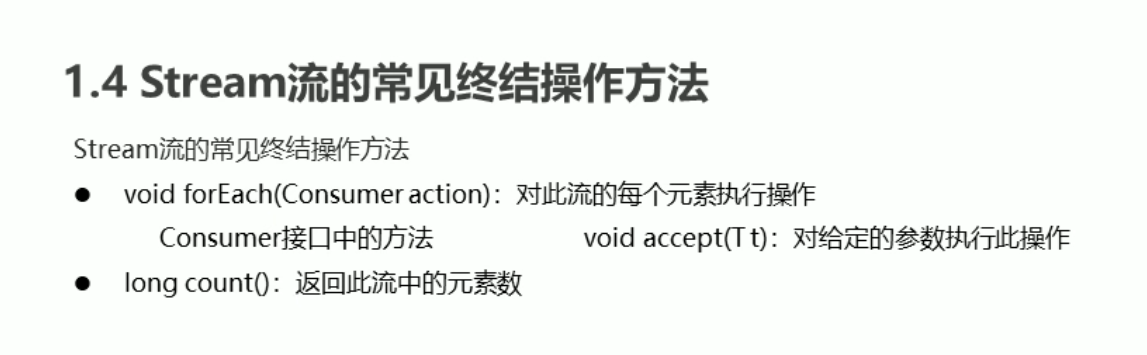 1.4 Stream流的常见终结操作方法
Stream流的常见终结操作方法
● void forEach(Consumer action)：对此流的每个元素执行操作
Consumer接口中的方法 void accept(T t)：对给定的参数执行此操作
● long count()：返回此流中的元素数